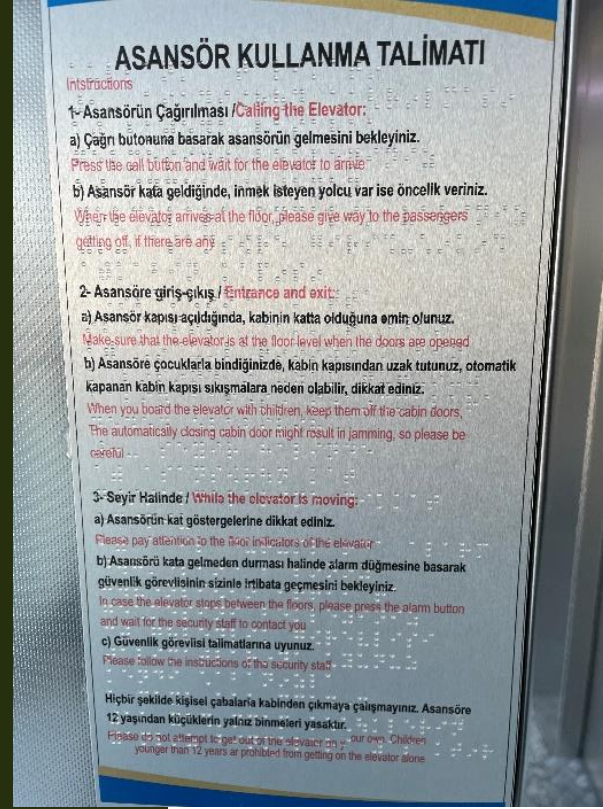 ASANSÖR KULLANMA TALİMATI
Intstructions
1- Asansörün Çağırılması /Calling the Elevator:
a) Çağrı butonuna basarak asansörün gelmesini bekleyiniz.
Press the call button and wait for the elevator to arrive
b) Asansör kata geldiğinde, inmek isteyen yolcu var ise öncelik veriniz.
When the elevator arrives at the floor, please give way to the passengers
getting off, if there are any
2- Asansöre giriş-çıkış / Entrance and exit:
a) Asansör kapısı açıldığında, kabinin katta olduğuna emin olunuz.
Make sure that the elevator is at the floor level when the doors are opened
b) Asansöre çocuklarla bindiğinizde, kabin kapısından uzak tutunuz, otomatik
kapanan kabin kapısı sıkışmalara neden olabilir, dikkat ediniz.
When you board the elevator with children, keep them off the cabin doors,
The automatically closing cabin door might result in jamming, so please be
careful
3- Seyir Halinde / While the elevator is moving:
a) Asansörün kat göstergelerine dikkat ediniz.
Please pay attention to the floor indicators of the elevator
b) Asansörü kata gelmeden durması halinde alarm düğmesine basarak
güvenlik görevlisinin sizinle irtibata geçmesini bekleyiniz.
In case the elevator stops between the floors, please press the alarm button
and wait for the security staff to contact you
c) Güvenlik görevlisi talimatlarına uyunuz.
Please follow the instructions of the security staff
Hiçbir şekilde kişisel çabalarla kabinden çıkmaya çalışmayınız. Asansöre
12 yaşından küçüklerin yalnız binmeleri yasaktır.
Please do not attempt to get out of the elevator on y our own. Children
younger than 12 years ar prohibted from getting on the elevator alone